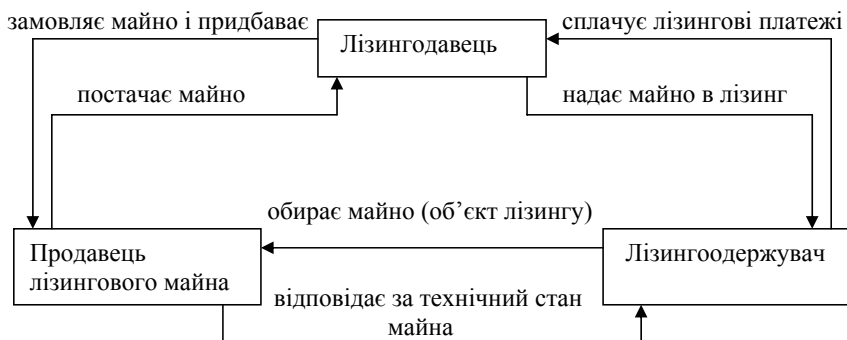 замовляє майно і придбаває
Лізингодавець
сплачує лізингові платежі
постачає майно
надає майно в лізинг
обирає майно (об’єкт лізингу)
Продавець
лізингового майна
Лізингоодержувач
відповідає за технічний стан
майна